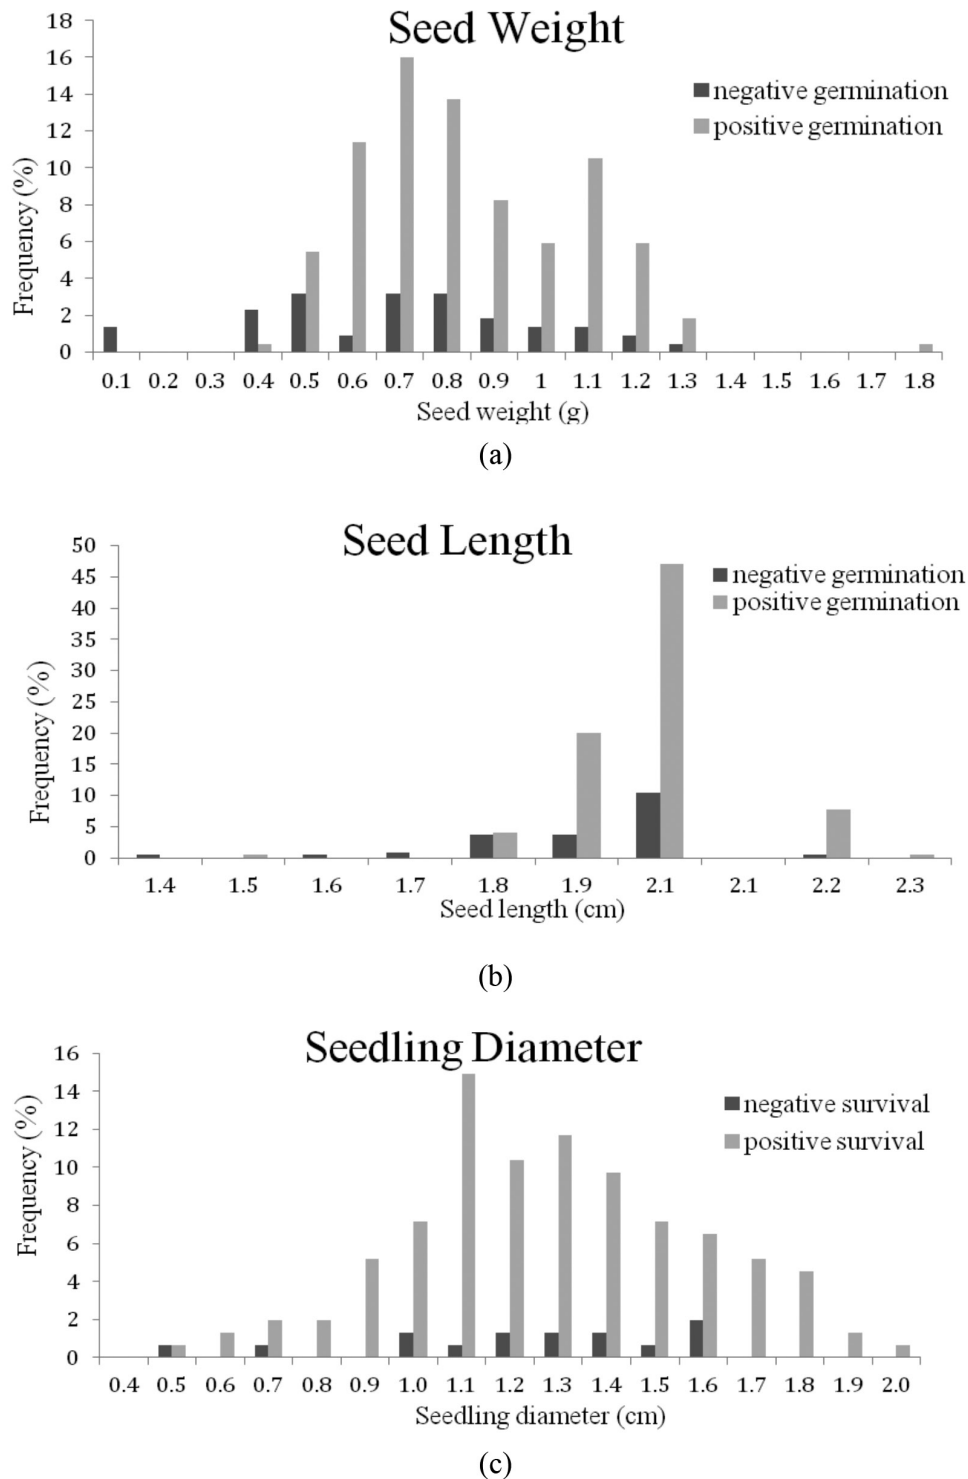 Seed Weight
18
16
14
12
10
8
6
4
2
0
Frequency (%)
negative germination
positive germination
0.1 0.2 0.3 0.4 0.5 0.6 0.7 0.8 0.9 1 1.1 1.2 1.3 1.4 1.5 1.6 1.7 1.8
Seed weight (g)
(a)
Seed Length
50
45
40
35
30
25
20
15
10
5
0
Frequency (%)
negative germination
positive germination
1.4 1.5 1.6 1.7 1.8 1.9 2.1 2.1 2.2 2.3
Seed length (cm)
(b)
Seedling Diameter
16
14
12
10
8
6
4
2
0
Frequency (%)
negative survival
positive survival
0.4 0.5 0.6 0.7 0.8 0.9 1.0 1.1 1.2 1.3 1.4 1.5 1.6 1.7 1.8 1.9 2.0
Seedling diameter (cm)
(c)